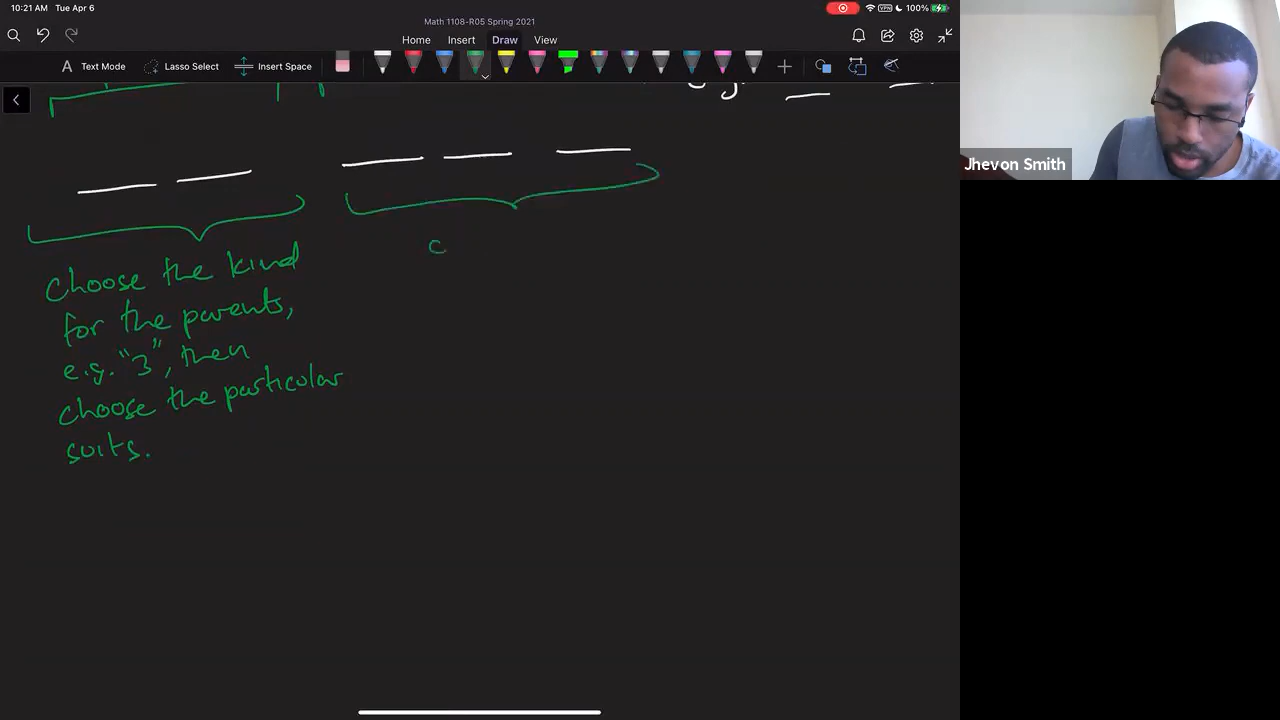 10:21 AM Tue Apr 6
VPN
100%
Math 1108-R05 Spring 2021
Home Insert Draw View
Text Mode Lasso Select Insert Space
choose the kind
for the parents,
e.g. "3", then
choose the particular
suits.
c
Jhevon Smith